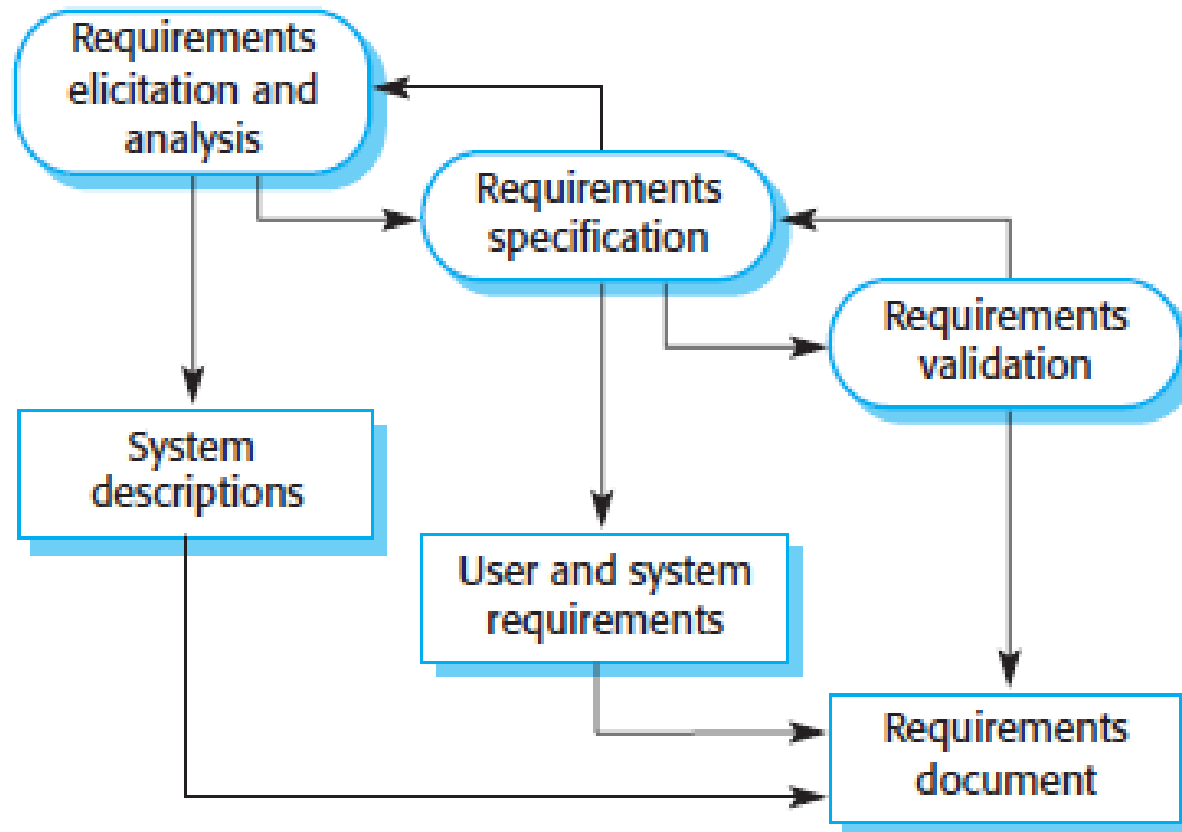 Requirements
elicitation and
analysis
Requirements
specification
Requirements
validation
System
descriptions
User and system
requirements
Requirements
document